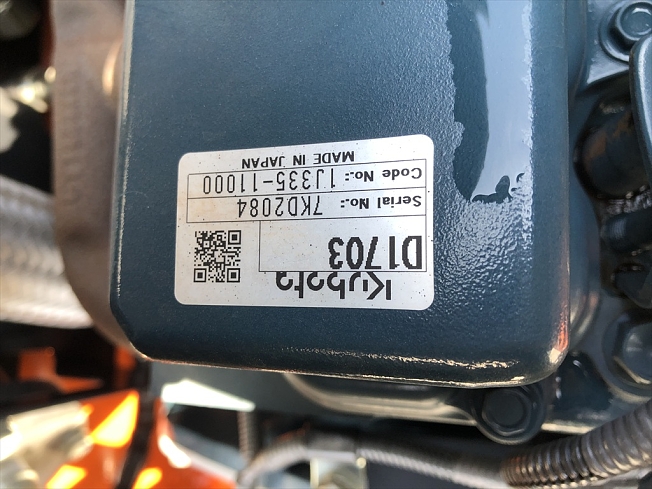 Kubota
D1703
Serial No.: 7KD2084
Code No.: 1J335-11000
MADE IN JAPAN